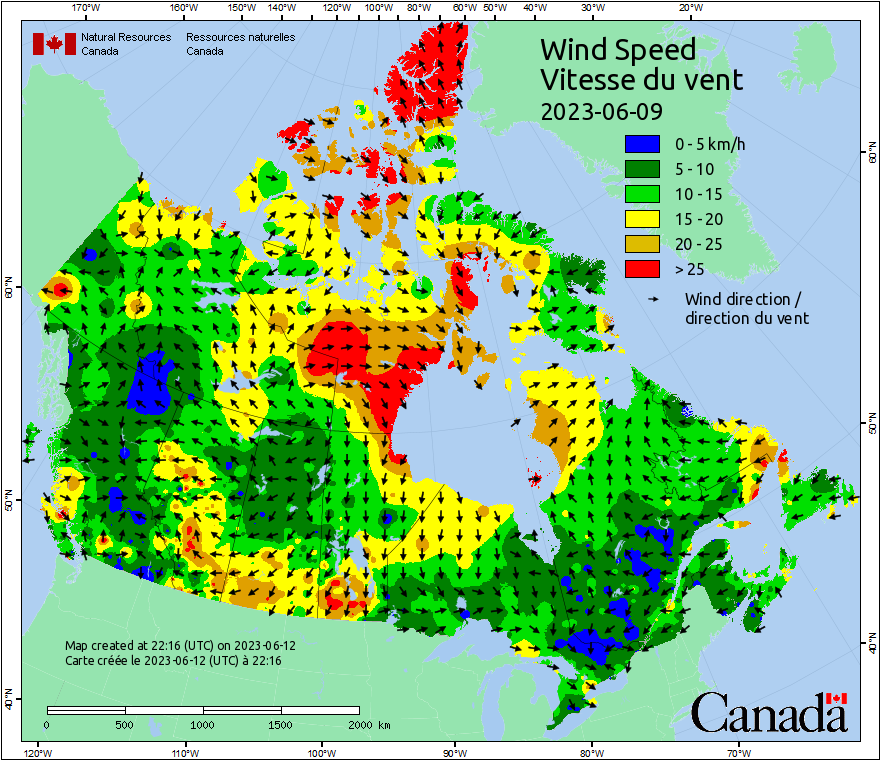 170°W 160°W 150°W 140°W 120°W 100°W 80°W 60°W 50°W 40°W 30°W 20°W
Natural Resources Ressources naturelles
Canada Canada
Wind Speed
Vitesse du vent
2023-06-09
0 - 5 km/h
5 - 10
10 - 15
15 - 20
20 - 25
> 25
Wind direction /
direction du vent
60°N
60°N
50°N
50°N
40°N
40°N
Map created at 22:16 (UTC) on 2023-06-12
Carte créée le 2023-06-12 (UTC) à 22:16
0 500 1000 1500 2000 km
Canada
120°W 110°W 100°W 90°W 80°W 70°W